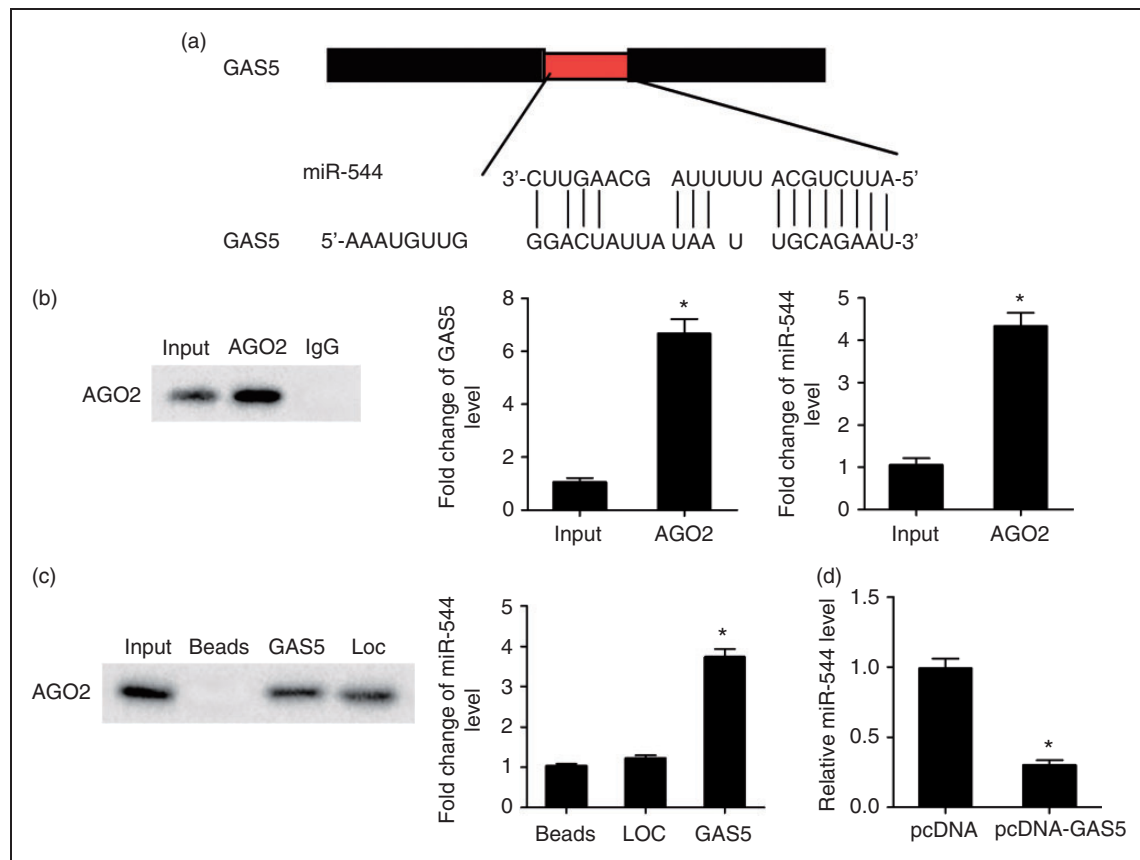 (a)
GAS5
miR-544 3'-CUUGAACG AUUUUU ACGUCUUA-5'
GAS5 5'-AAAUGUUG GGACUAUUA UAA U UGCAGAAU-3'
(b)
Input AGO2 IgG
AGO2
Fold change of GAS5
level
8
6
4
2
0
*
Input AGO2
Fold change of miR-544
level
5
4
3
2
1
0
*
Input AGO2
(c)
Input Beads GAS5 Loc
AGO2
Fold change of miR-544
level
5
4
3
2
1
0
*
Beads LOC GAS5
(d)
Relative miR-544 level
1.5
1.0
0.5
0
*
pcDNA pcDNA-GAS5